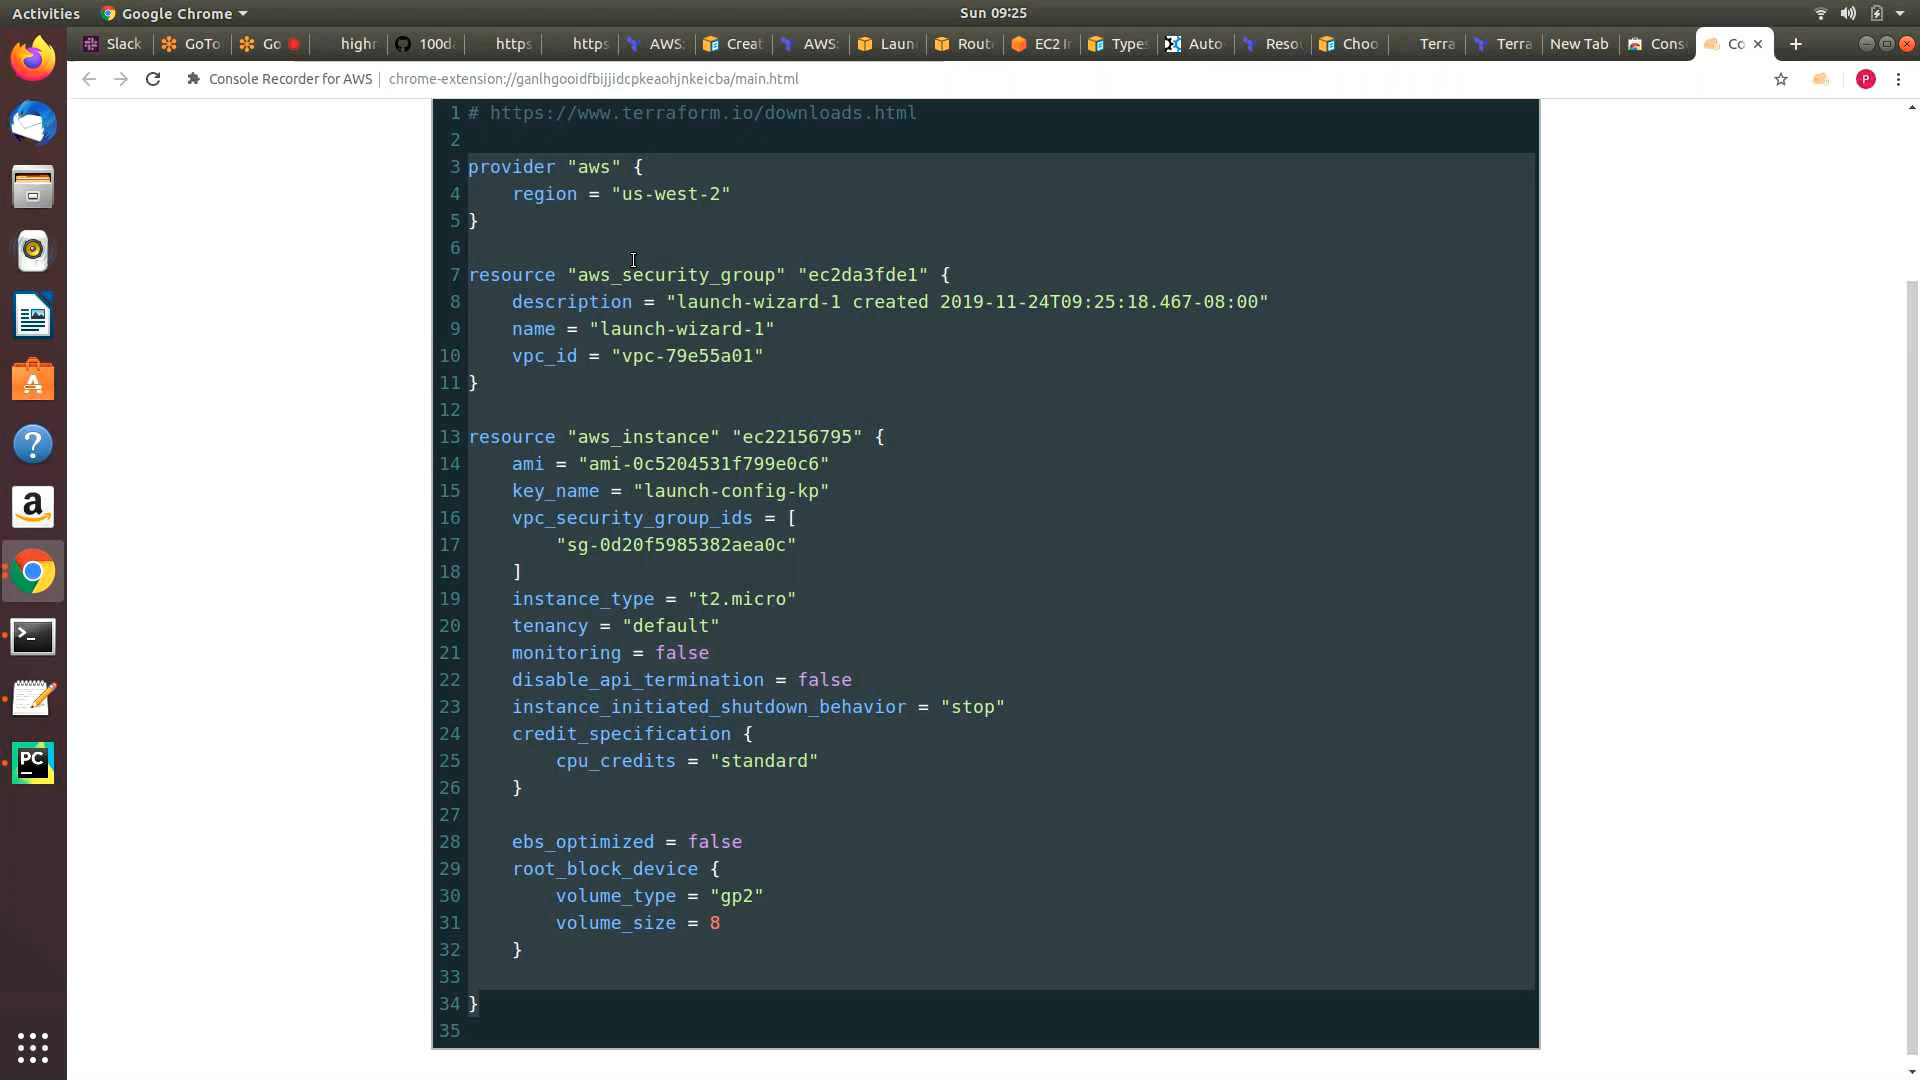 Activities Google Chrome Sun 09:25
Slack GoTo Go high 100d https https AWS: Creat AWS: Laun Rout EC2 Ir Types Auto Reso Choo Terra Terra New Tab Cons Co
Console Recorder for AWS chrome-extension://ganlhgooidfbijjiidcpkeaohjnkeicba/main.html P
1 # https://www.terraform.io/downloads.html
2
3 provider "aws" {
4 region = "us-west-2"
5 }
6
7 resource "aws_security_group" "ec2da3fde1" {
8 description = "launch-wizard-1 created 2019-11-24T09:25:18.467-08:00"
9 name = "launch-wizard-1"
10 vpc_id = "vpc-79e55a01"
11 }
12
13 resource "aws_instance" "ec22156795" {
14 ami = "ami-0c5204531f799e0c6"
15 key_name = "launch-config-kp"
16 vpc_security_group_ids = [
17 "sg-0d20f5985382aea0c"
18 ]
19 instance_type = "t2.micro"
20 tenancy = "default"
21 monitoring = false
22 disable_api_termination = false
23 instance_initiated_shutdown_behavior = "stop"
24 credit_specification {
25 cpu_credits = "standard"
26 }
27
28 ebs_optimized = false
29 root_block_device {
30 volume_type = "gp2"
31 volume_size = 8
32 }
33
34 }
35
PC